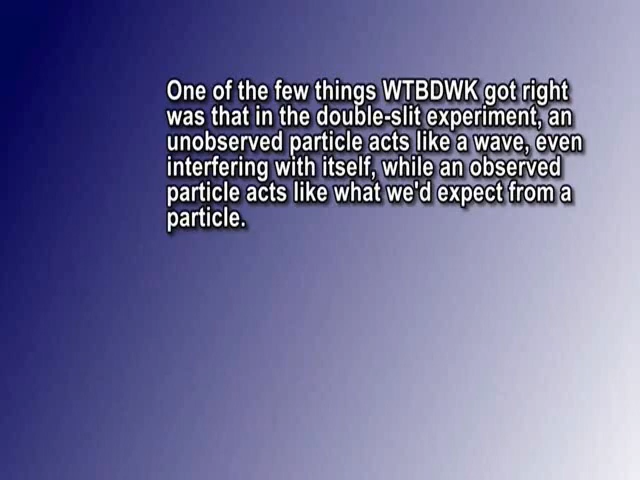 One of the few things WTBDWK got right
was that in the double-slit experiment, an
unobserved particle acts like a wave, even
interfering with itself, while an observed
particle acts like what we'd expect from a
particle.